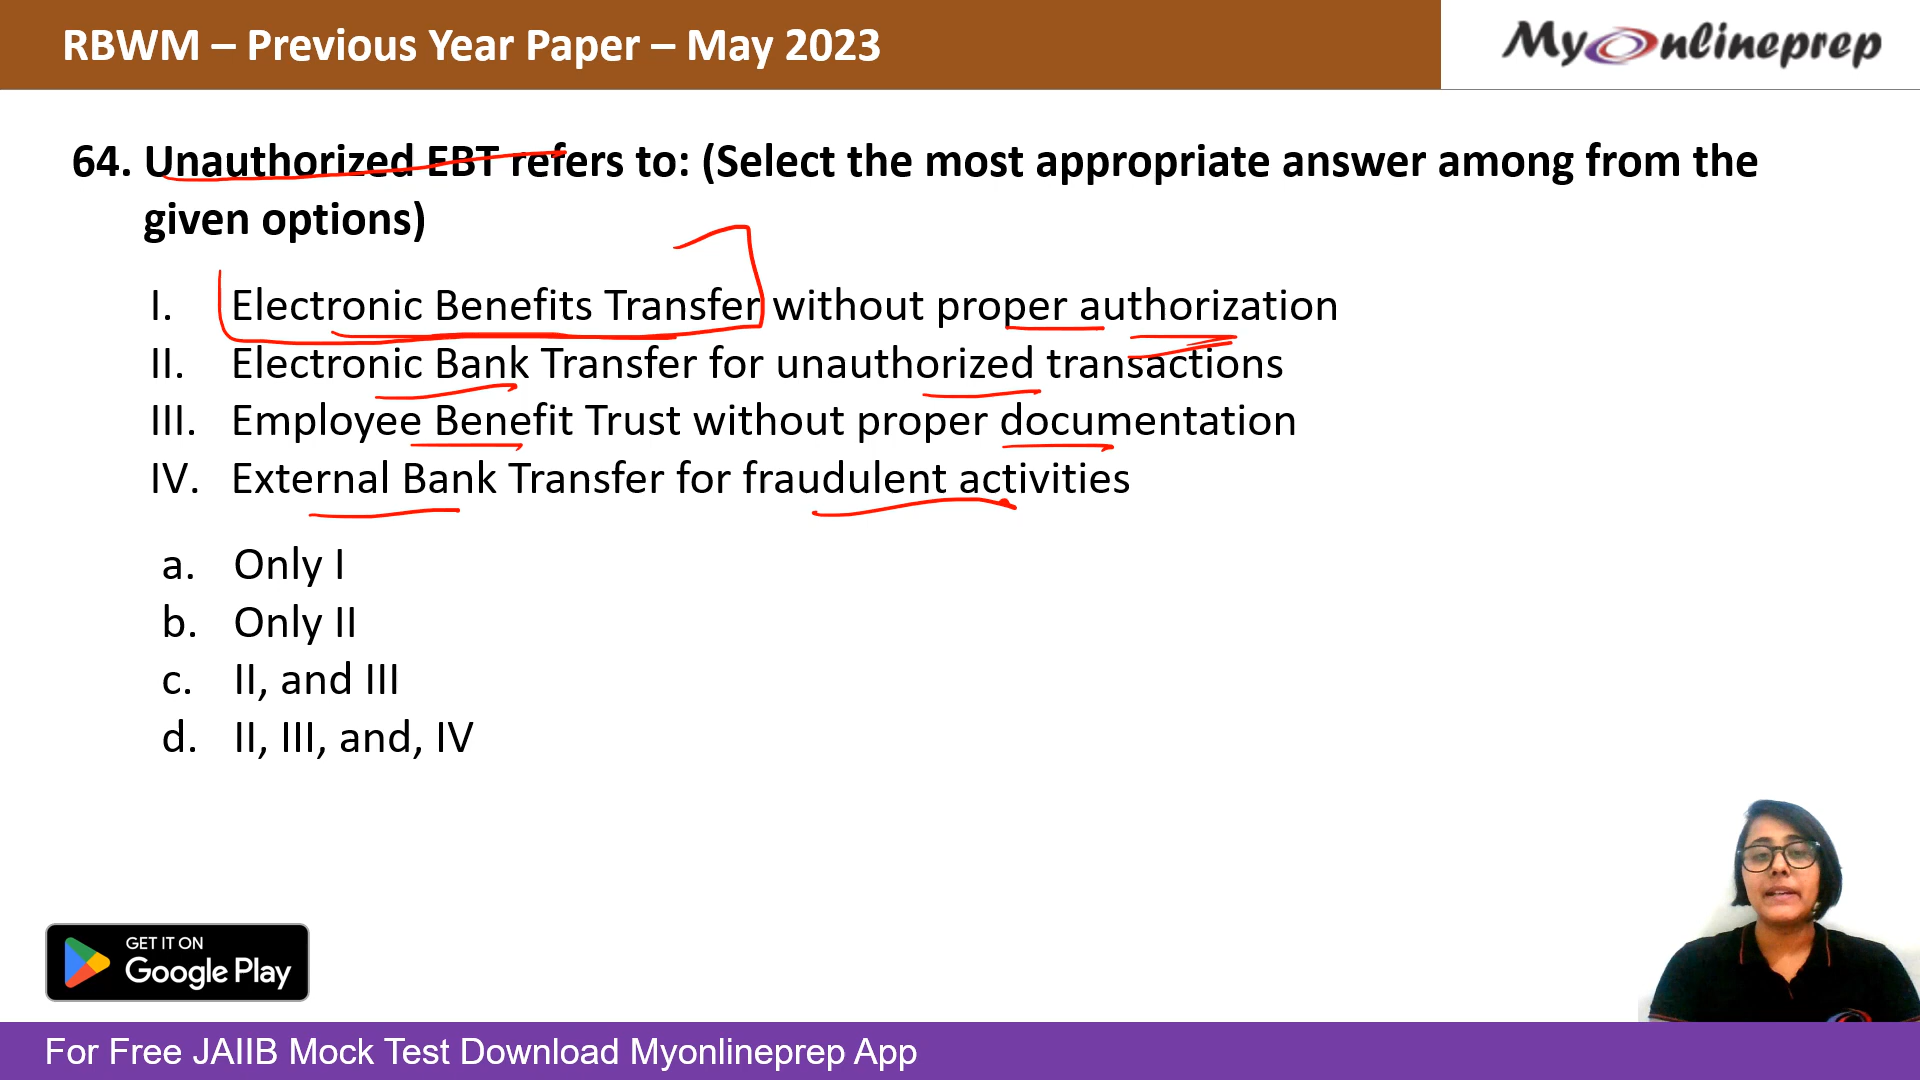 RBWM – Previous Year Paper – May 2023
Myonlineprep
64. Unauthorized EBT refers to: (Select the most appropriate answer among from the
given options)
I. Electronic Benefits Transfer without proper authorization
II. Electronic Bank Transfer for unauthorized transactions
III. Employee Benefit Trust without proper documentation
IV. External Bank Transfer for fraudulent activities
a. Only I
b. Only II
c. II, and III
d. II, III, and, IV
GET IT ON
Google Play
For Free JAIIB Mock Test Download Myonlineprep App